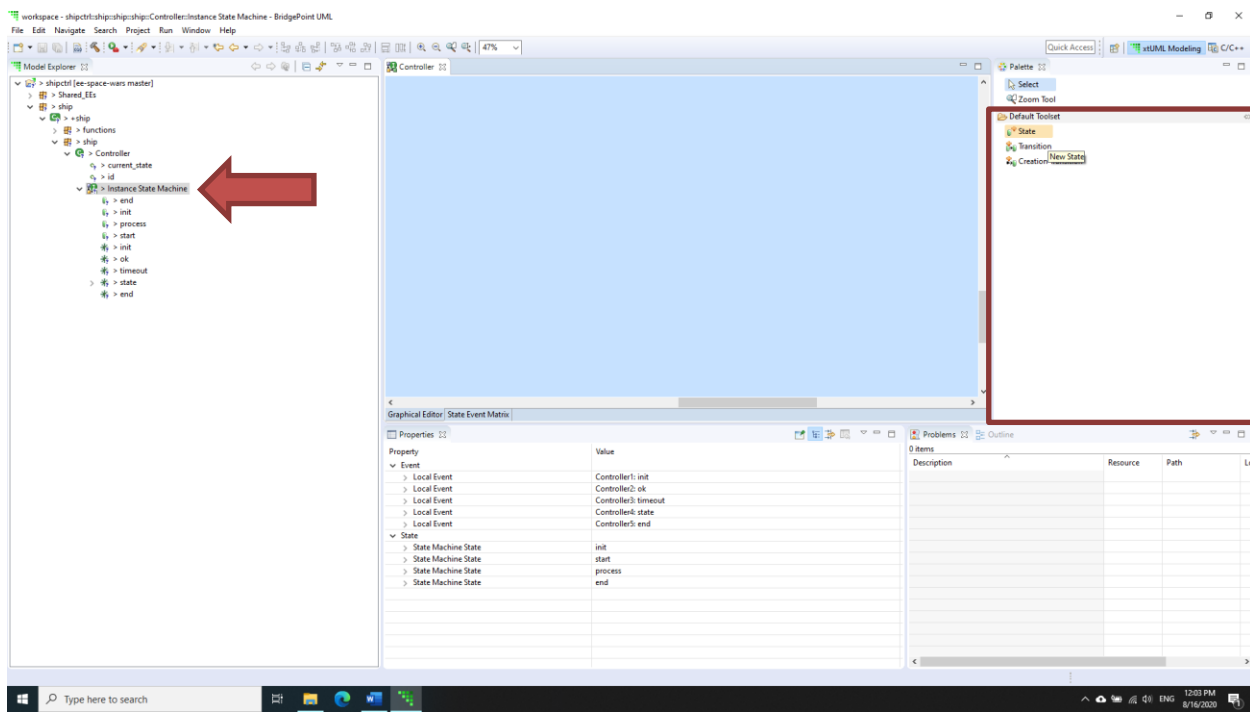 workspace - shipctrl::ship::ship::ship::Controller::Instance State Machine - BridgePoint UML
File Edit Navigate Search Project Run Window Help
47%
Quick Access
xtUML Modeling
C/C++
Model Explorer
> shipctrl [ee-space-wars master]
> Shared_EEs
> ship
> +ship
> functions
> ship
> Controller
> current_state
> id
> Instance State Machine
> end
> init
> process
> start
> init
> ok
> timeout
> state
> end
Controller
Graphical Editor
State Event Matrix
Palette
Select
Zoom Tool
Default Toolset
State
Transition
New State
Creation
Properties
Property Value
Event
Local Event Controller1: init
Local Event Controller2: ok
Local Event Controller3: timeout
Local Event Controller4: state
Local Event Controller5: end
State
State Machine State init
State Machine State start
State Machine State process
State Machine State end
Problems
Outline
0 items
Description Resource Path
Type here to search
ENG
12:03 PM
8/16/2020